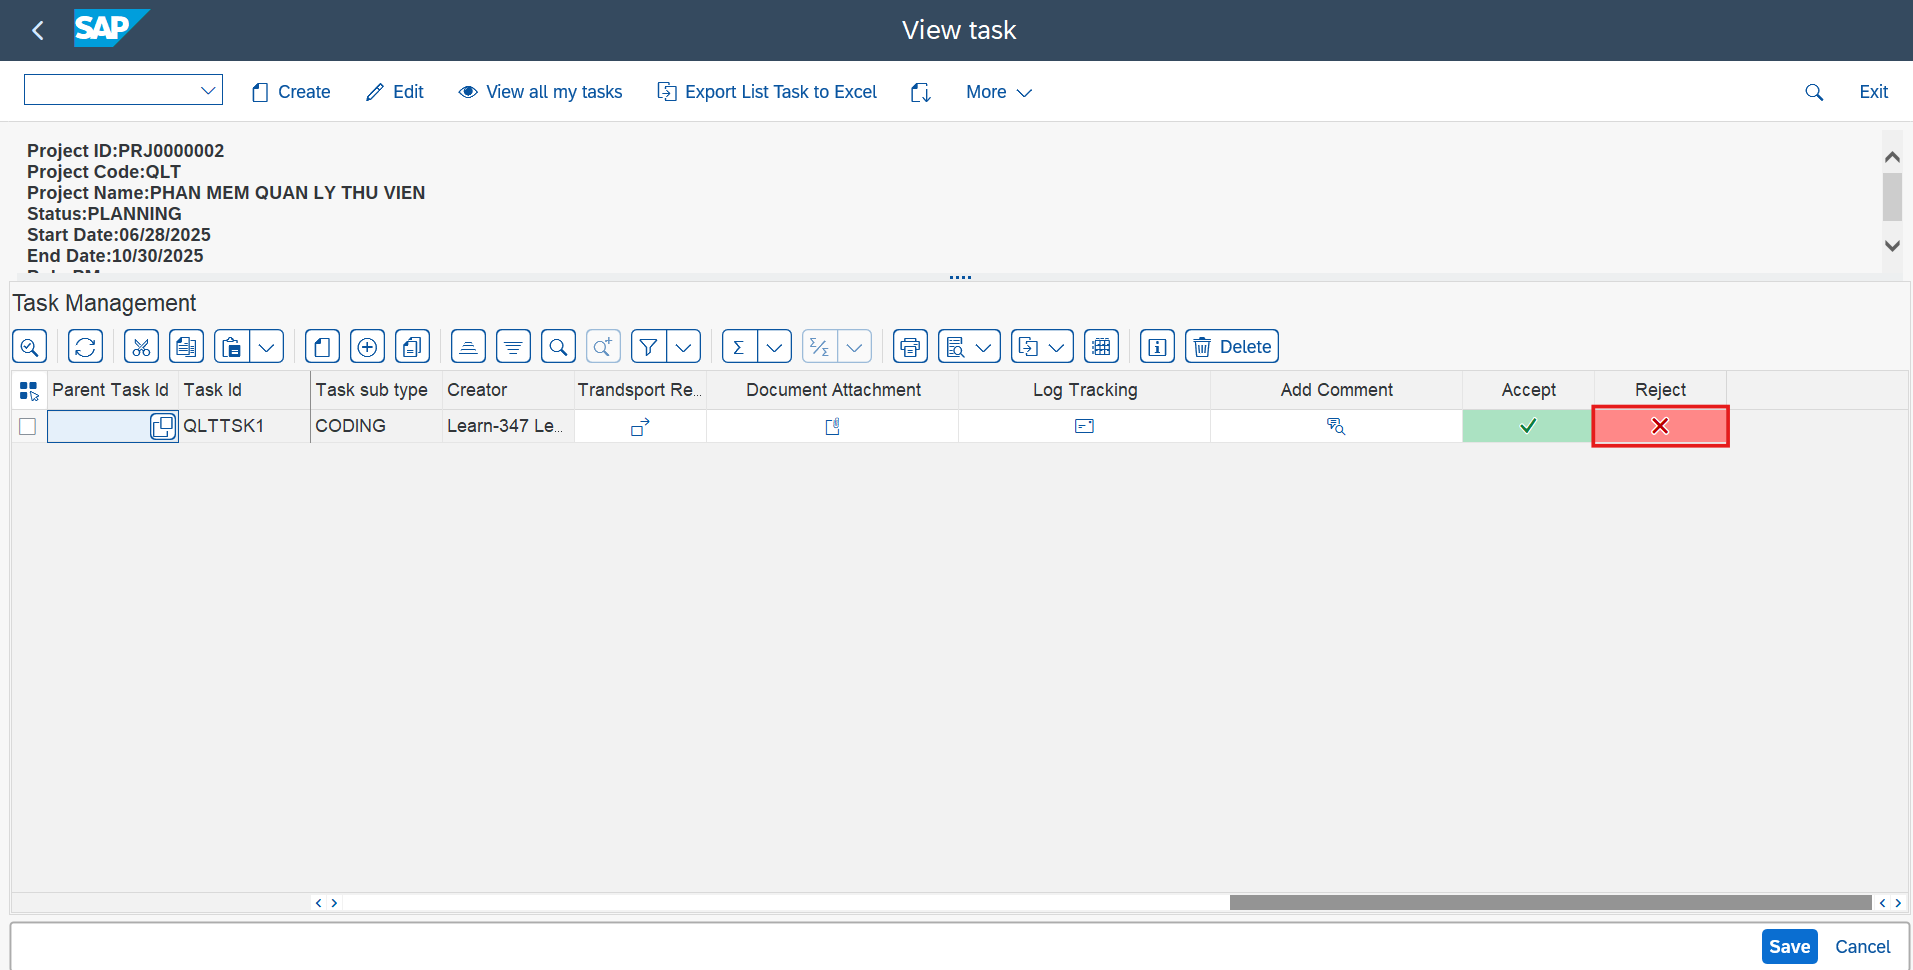 SAP
View task
Create Edit View all my tasks Export List Task to Excel More Exit
Project ID:PRJ0000002
Project Code:QLT
Project Name:PHAN MEM QUAN LY THU VIEN
Status:PLANNING
Start Date:06/28/2025
End Date:10/30/2025
Task Management
Delete
Parent Task Id Task Id Task sub type Creator Trandsport Re... Document Attachment Log Tracking Add Comment Accept Reject
QLTTSK1 CODING Learn-347 Le...
Save Cancel